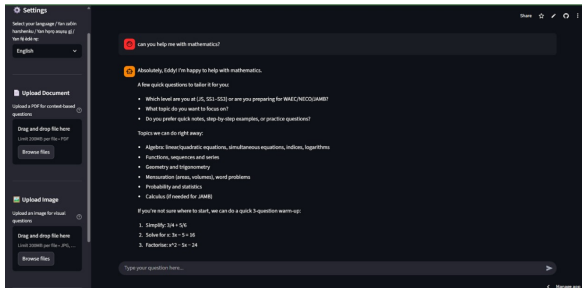 Settings
Select your language / Yan zaɓin
English
Upload Document
Upload a PDF for context-based
questions
Drag and drop file here
Limit 200MB per file • PDF
Browse files
Upload Image
Upload an image for visual
questions
Drag and drop file here
Limit 200MB per file • JPG, ...
Browse files
Share
can you help me with mathematics?
Absolutely, Eddy! I'm happy to help with mathematics.
A few quick questions to tailor it for you:
• Which level are you at (JS, SS1–SS3) or are you preparing for WAEC/NECO/JAMB?
• What topic do you want to focus on?
• Do you prefer quick notes, step-by-step examples, or practice questions?
Topics we can do right away:
• Algebra: linear/quadratic equations, simultaneous equations, indices, logarithms
• Functions, sequences and series
• Geometry and trigonometry
• Mensuration (areas, volumes), word problems
• Probability and statistics
• Calculus (if needed for JAMB)
If you're not sure where to start, we can do a quick 3-question warm-up:
1. Simplify: 3/4 + 5/6
2. Solve for x: 3x − 5 = 16
3. Factorise: x^2 − 5x − 24
Type your question here...
Manage app